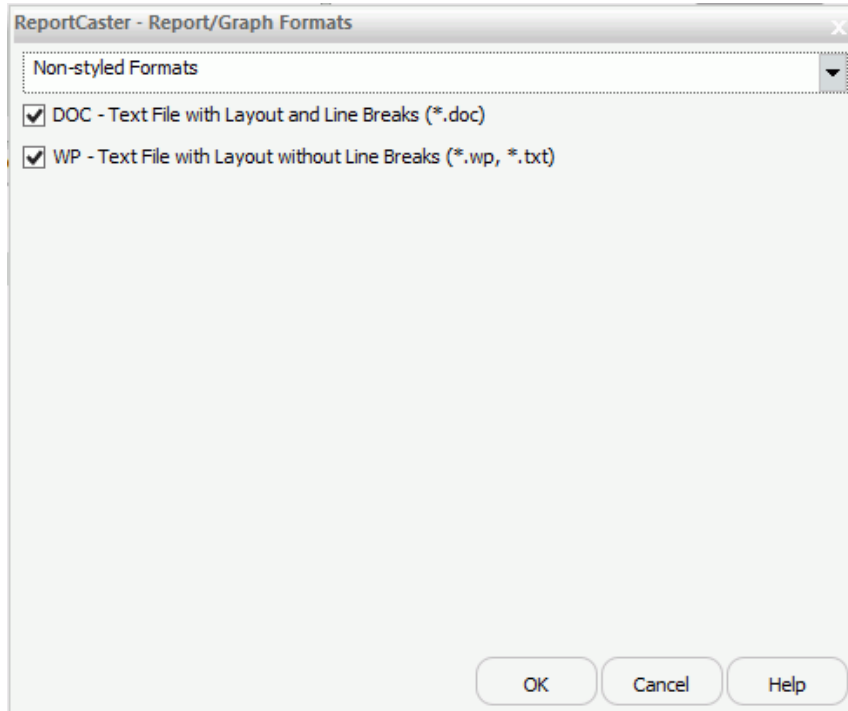 ReportCaster - Report/Graph Formats
Non-styled Formats
DOC - Text File with Layout and Line Breaks (*.doc)
WP - Text File with Layout without Line Breaks (*.wp, *.txt)
OK Cancel Help